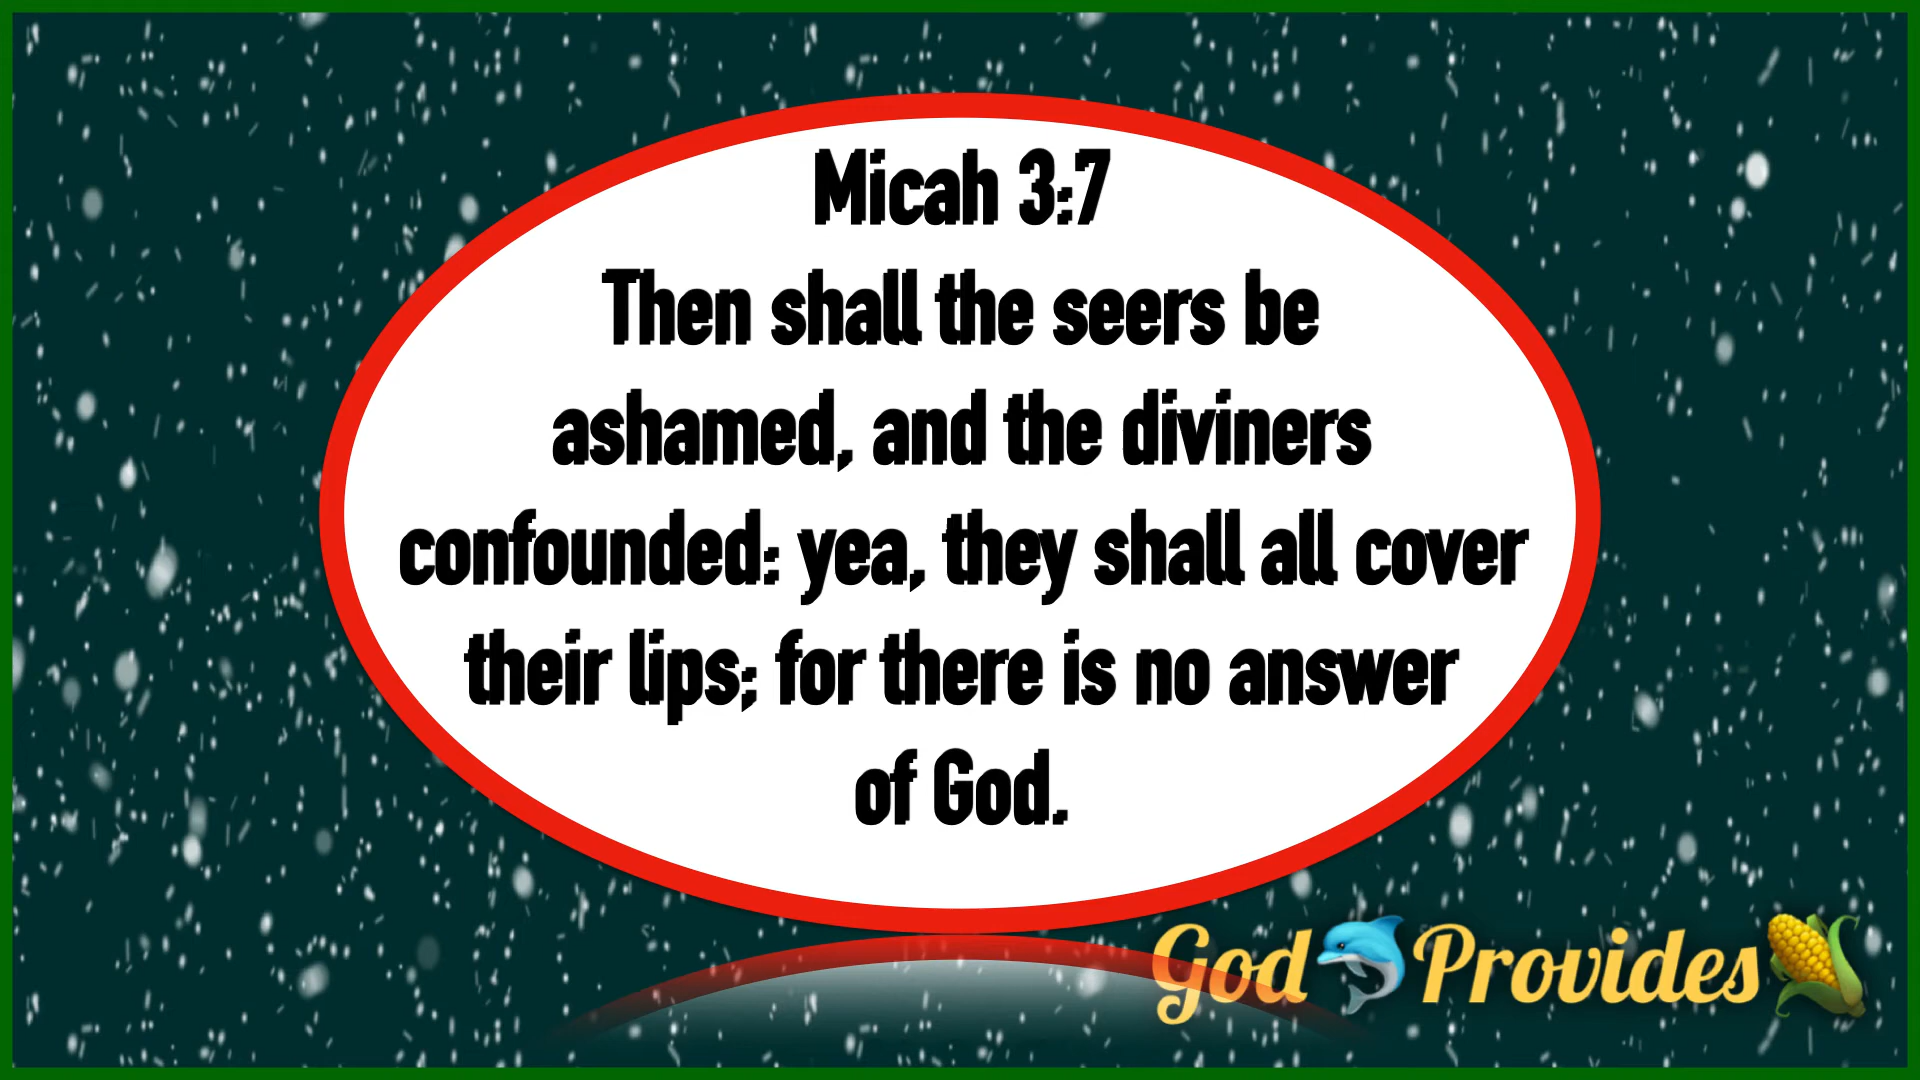 Micah 3:7
Then shall the seers be
ashamed, and the diviners
confounded: yea, they shall all cover
their lips; for there is no answer
of God.
God🐬Provides🌽